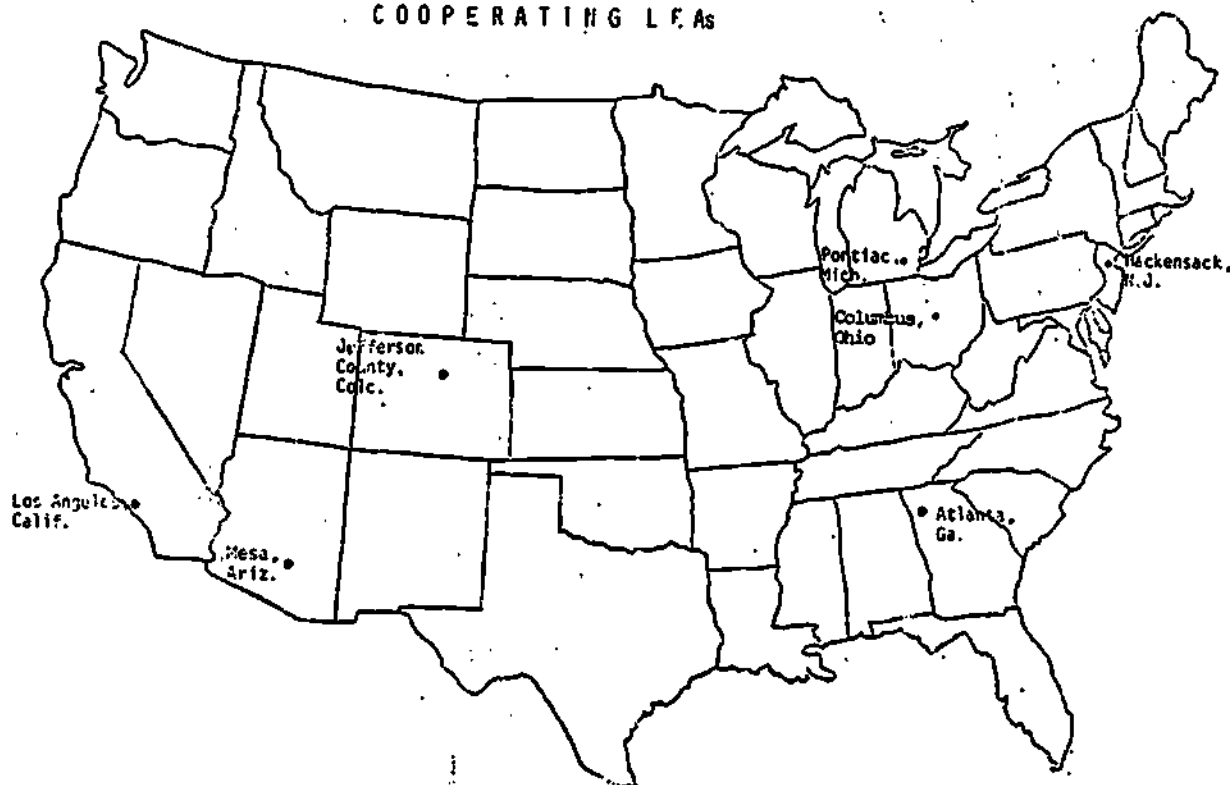 COOPERATING LEAs
Pontiac,
Mich.
Hackensack,
N.J.
Columbus,
Ohio
Jefferson
County,
Colo.
Los Angeles,
Calif.
Atlanta,
Ga.
Mesa,
Ariz.